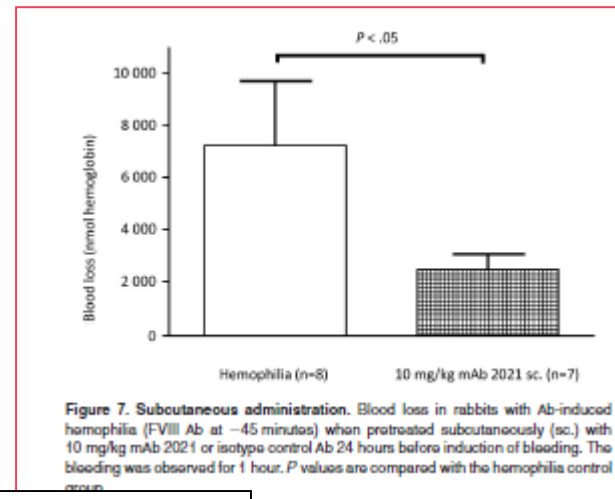 P < .05
10 000
8 000
6 000
4 000
2 000
0
Blood loss (nmol hemoglobin)
Hemophilia (n=8) 10 mg/kg mAb 2021 sc. (n=7)
Figure 7. Subcutaneous administration. Blood loss in rabbits with Ab-induced
hemophilia (FVIII Ab at −45 minutes) when pretreated subcutaneously (sc.) with
10 mg/kg mAb 2021 or isotype control Ab 24 hours before induction of bleeding. The
bleeding was observed for 1 hour. P values are compared with the hemophilia control
group.